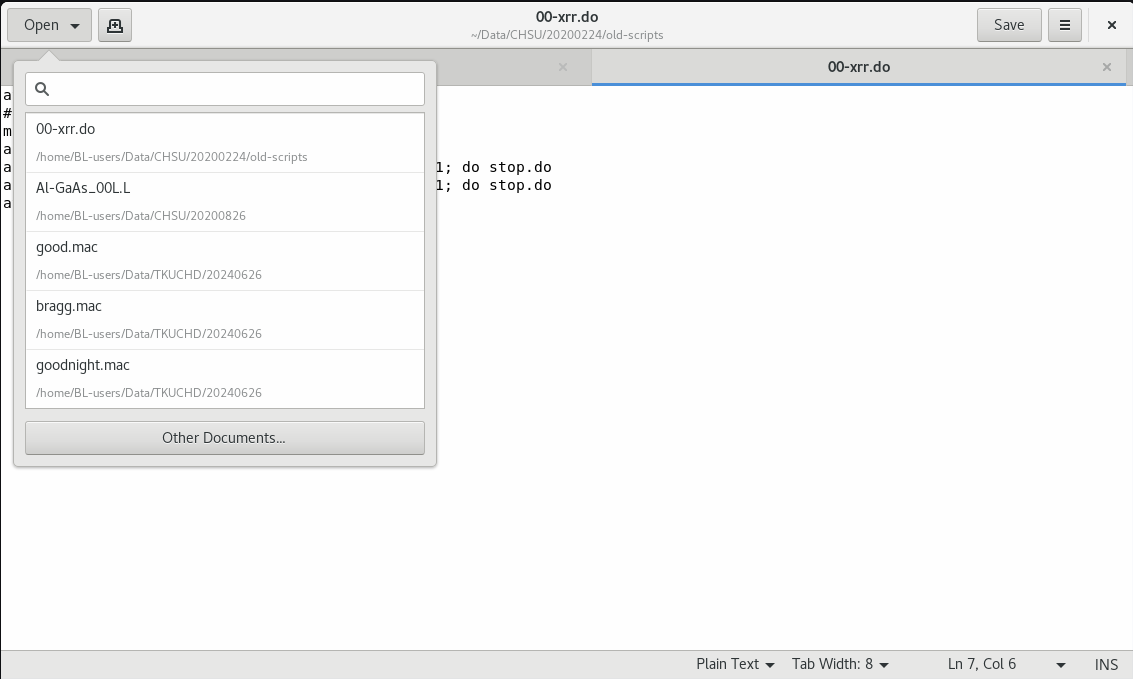 Open
00-xrr.do
~/Data/CHSU/20200224/old-scripts
Save
00-xrr.do
a
#
m
a
a
a
a
1; do stop.do
1; do stop.do
00-xrr.do
/home/BL-users/Data/CHSU/20200224/old-scripts
Al-GaAs_00L.L
/home/BL-users/Data/CHSU/20200826
good.mac
/home/BL-users/Data/TKUCHD/20240626
bragg.mac
/home/BL-users/Data/TKUCHD/20240626
goodnight.mac
/home/BL-users/Data/TKUCHD/20240626
Other Documents...
Plain Text Tab Width: 8 Ln 7, Col 6 INS